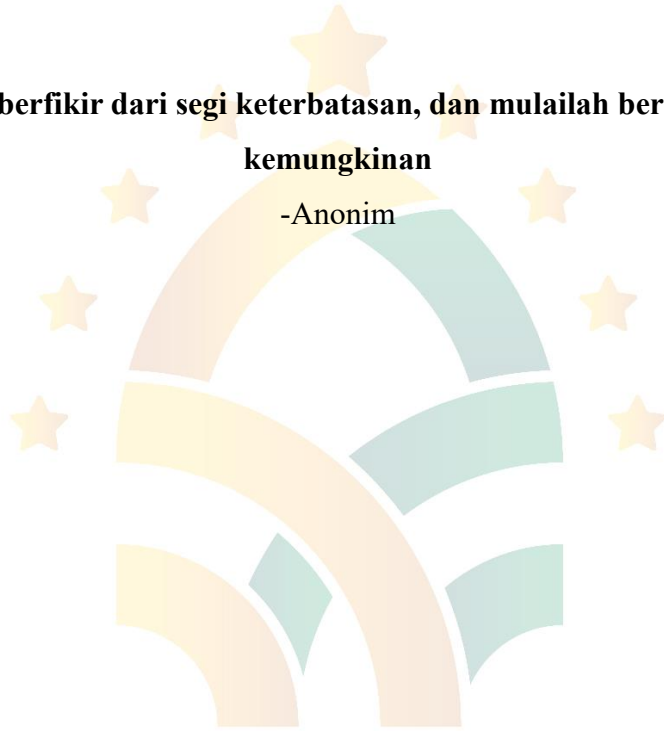 berfikir dari segi keterbatasan, dan mulailah ber
kemungkinan
-Anonim